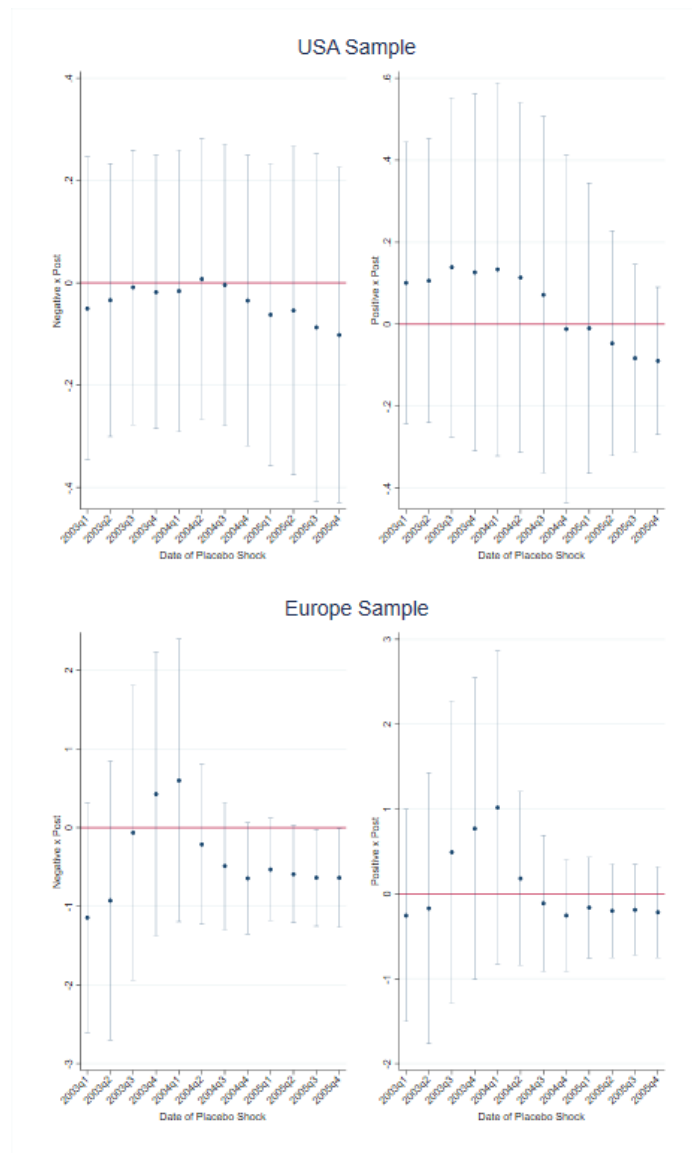 USA Sample
.4
.2
0
-.2
-.4
Negative x Post
2003q1
2003q2
2003q3
2003q4
2004q1
2004q2
2004q3
2004q4
2005q1
2005q2
2005q3
2005q4
Date of Placebo Shock
.6
.4
.2
0
-.2
-.4
Positive x Post
2003q1
2003q2
2003q3
2003q4
2004q1
2004q2
2004q3
2004q4
2005q1
2005q2
2005q3
2005q4
Date of Placebo Shock
Europe Sample
2
1
0
-1
-2
-3
Negative x Post
2003q1
2003q2
2003q3
2003q4
2004q1
2004q2
2004q3
2004q4
2005q1
2005q2
2005q3
2005q4
Date of Placebo Shock
3
2
1
0
-1
-2
Positive x Post
2003q1
2003q2
2003q3
2003q4
2004q1
2004q2
2004q3
2004q4
2005q1
2005q2
2005q3
2005q4
Date of Placebo Shock